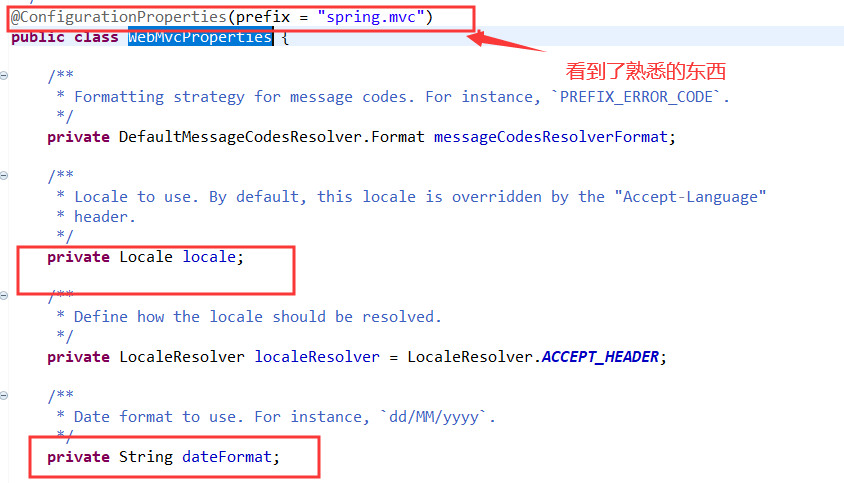 */
@ConfigurationProperties(prefix = "spring.mvc")
public class WebMvcProperties {
看到了熟悉的东西
/**
* Formatting strategy for message codes. For instance, `PREFIX_ERROR_CODE`.
*/
private DefaultMessageCodesResolver.Format messageCodesResolverFormat;
/**
* Locale to use. By default, this locale is overridden by the "Accept-Language"
* header.
*/
private Locale locale;
/**
* Define how the locale should be resolved.
*/
private LocaleResolver localeResolver = LocaleResolver.ACCEPT_HEADER;
/**
* Date format to use. For instance, `dd/MM/yyyy`.
*/
private String dateFormat;